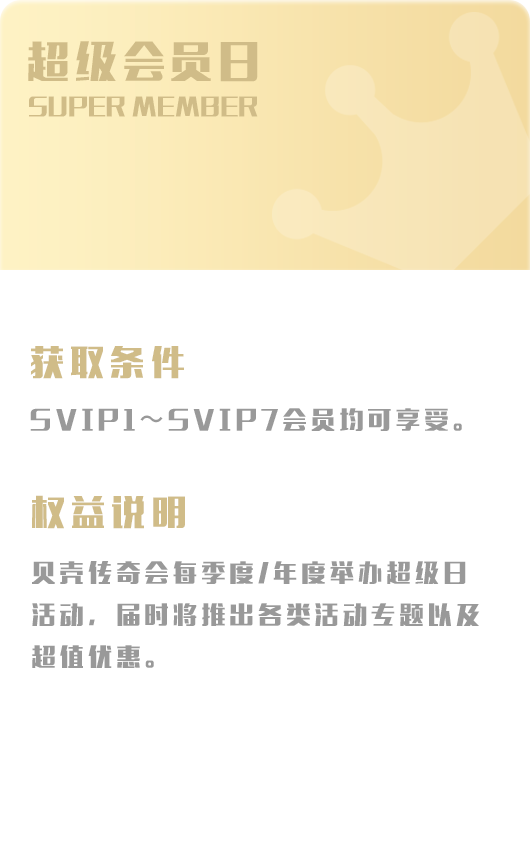 超级会员日
SUPER MEMBER
获取条件
SVIP1～SVIP7会员均可享受。
权益说明
贝壳传奇会每季度/年度举办超级日
活动，届时将推出各类活动专题以及
超值优惠。